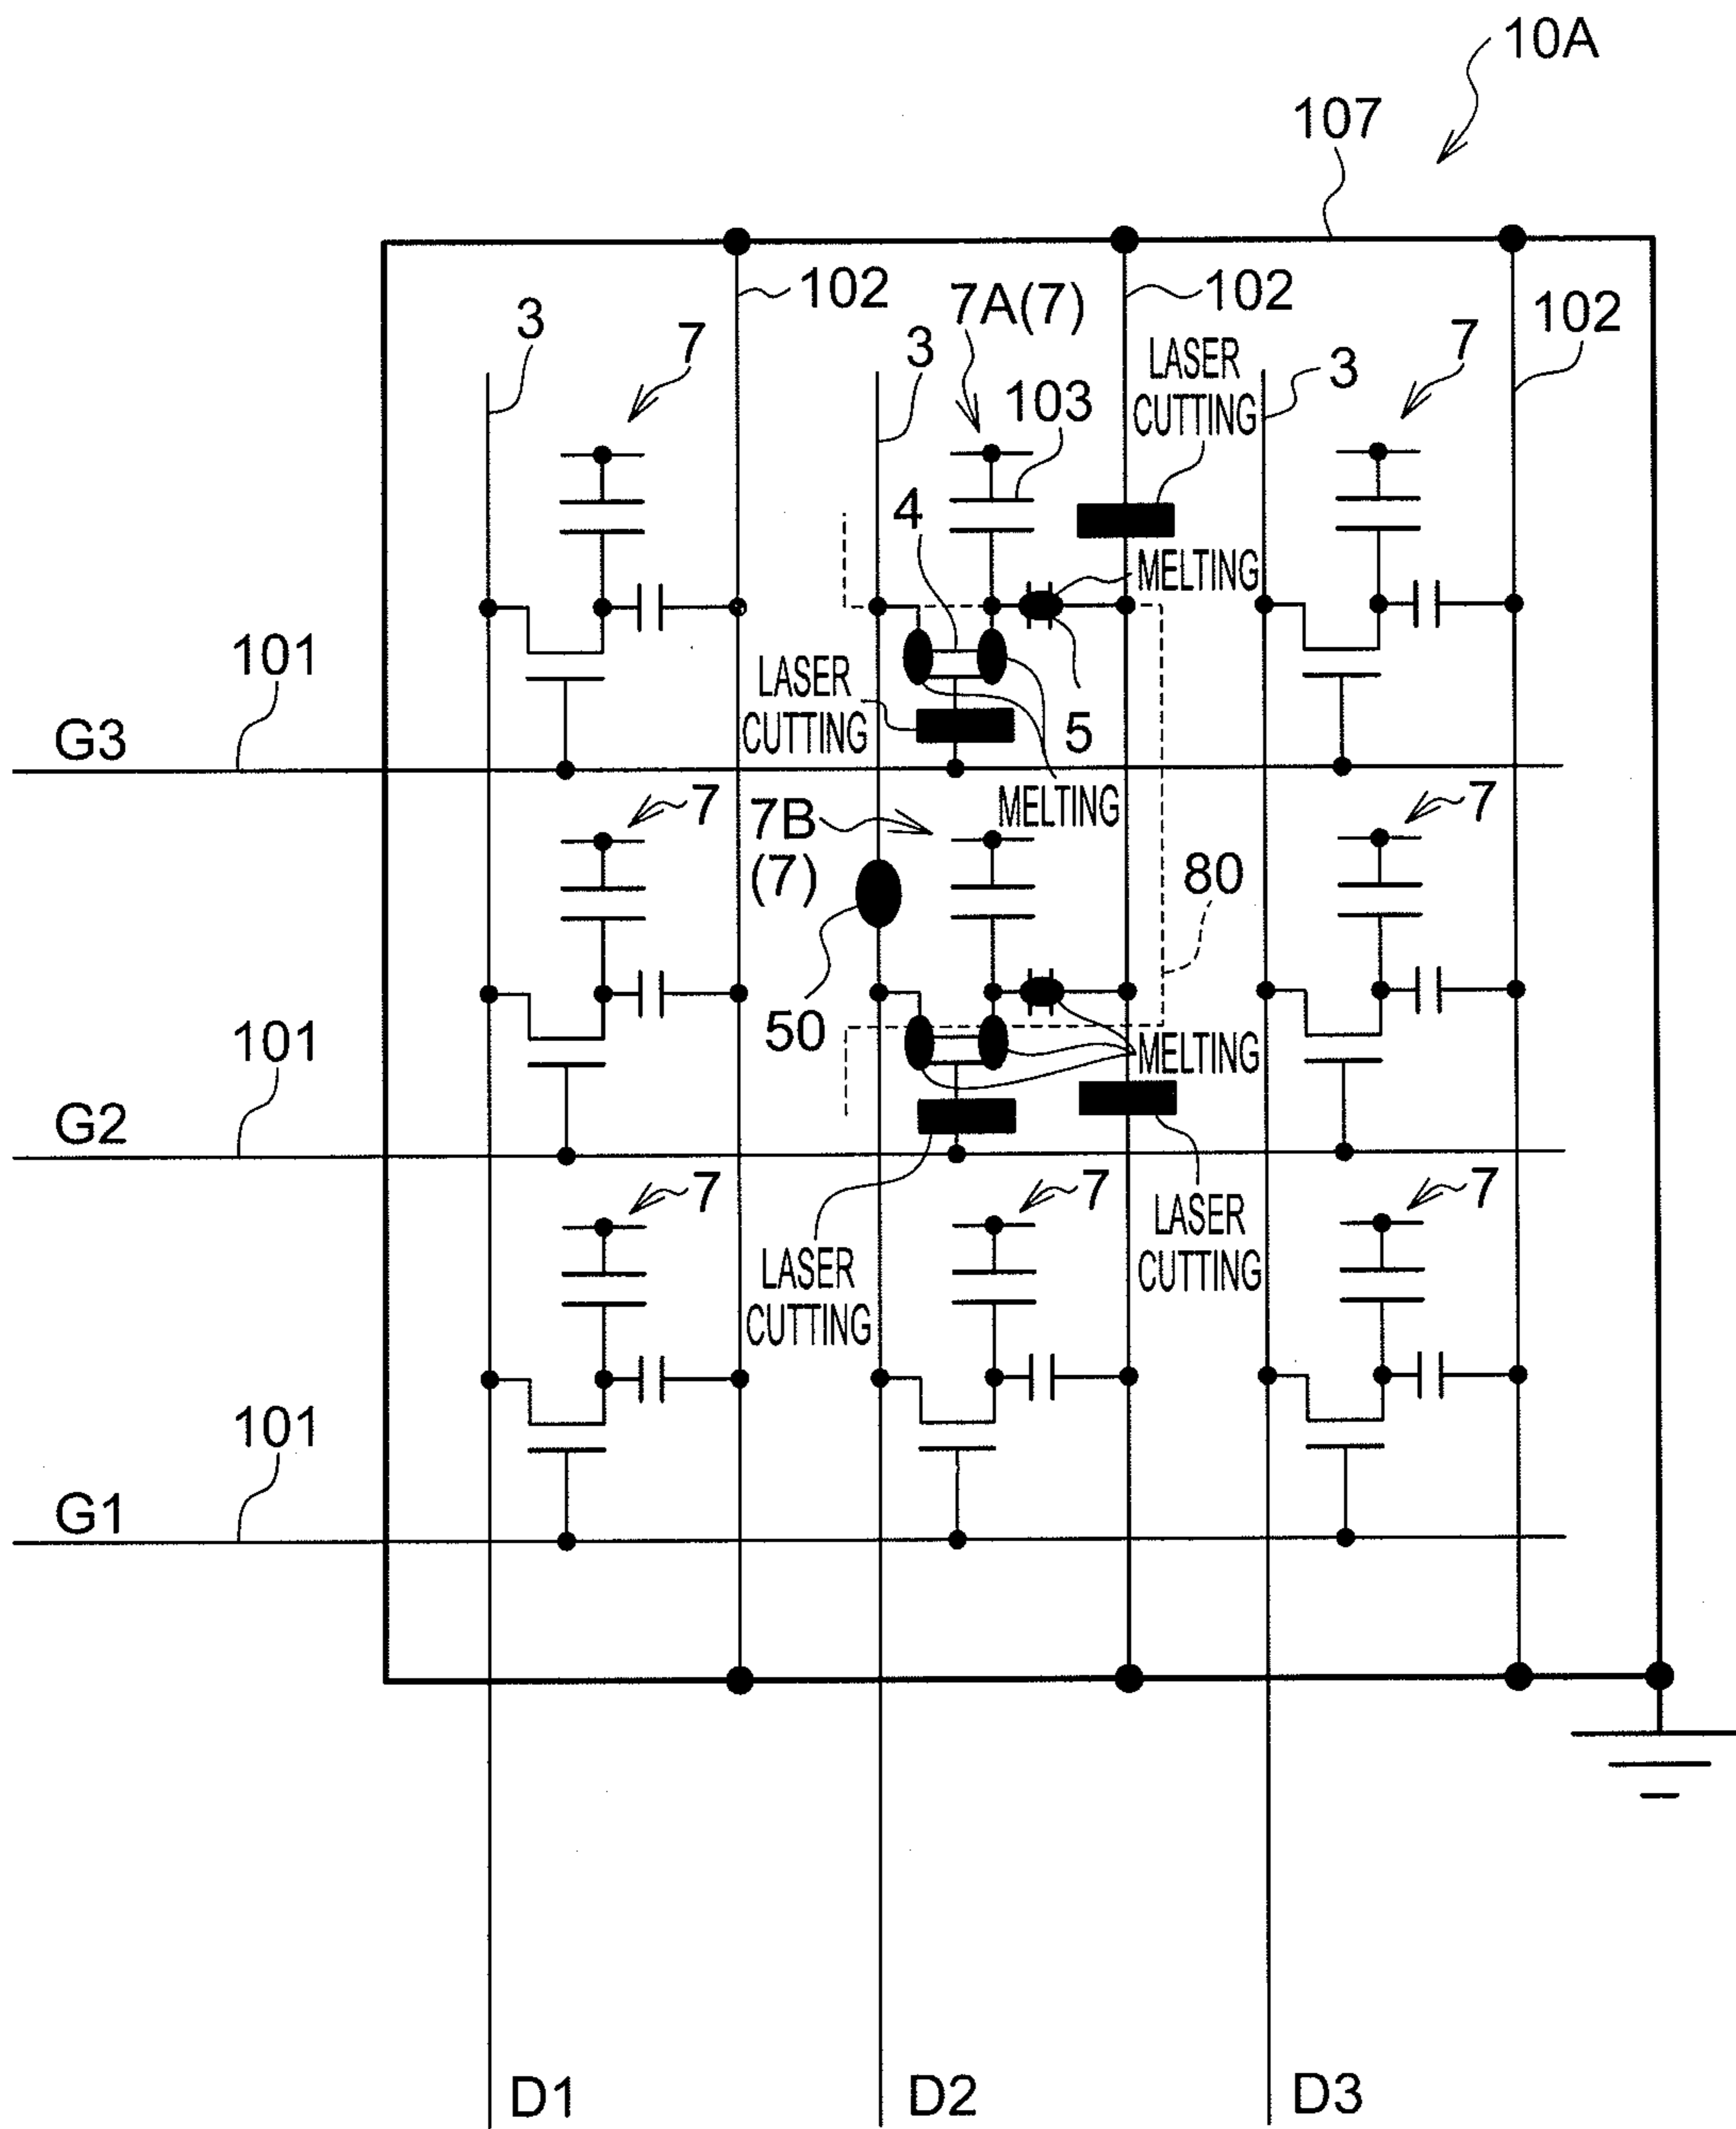 10A
107
102
7A(7)
102
102
3
7
3
103
LASER
CUTTING
3
7
4
MELTING
101
LASER
CUTTING
5
G3
7
7B
(7)
MELTING
7
80
50
101
MELTING
G2
7
7
LASER
CUTTING
7
LASER
CUTTING
101
G1
D1
D2
D3